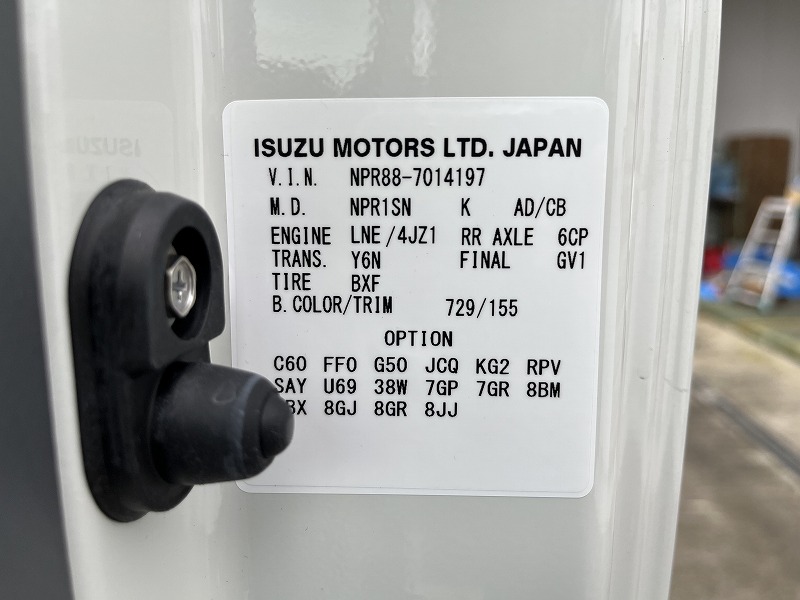 ISUZU MOTORS LTD. JAPAN
V.I.N. NPR88-7014197
M.D. NPR1SN K AD/CB
ENGINE LNE/4JZ1 RR AXLE 6CP
TRANS. Y6N FINAL GV1
TIRE BXF
B.COLOR/TRIM 729/155
OPTION
C60 FF0 G50 JCQ KG2 RPV
SAY U69 38W 7GP 7GR 8BM
8GJ 8GR 8JJ